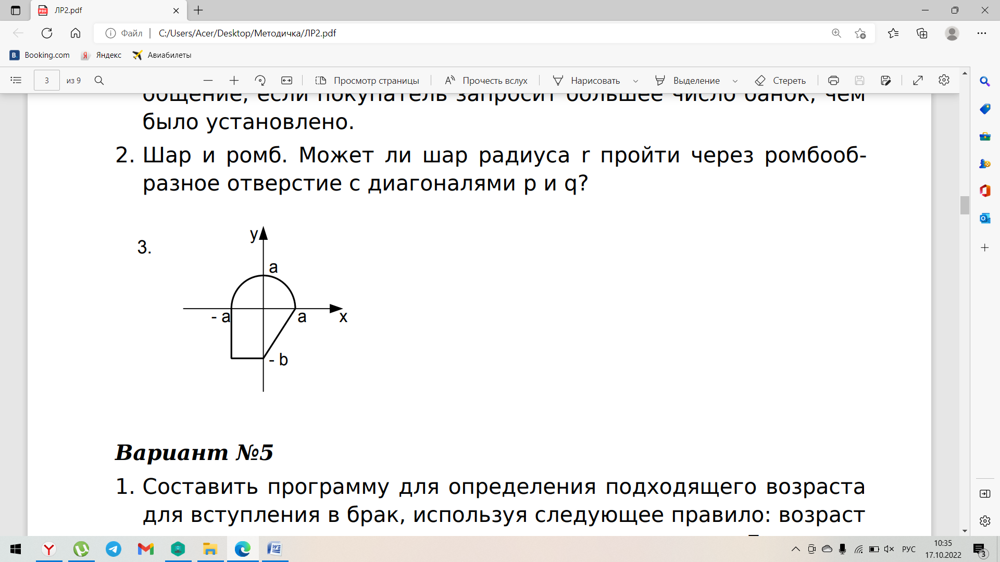 ЛР2.pdf
Файл C:/Users/Acer/Desktop/Методичка/ЛР2.pdf
Booking.com Яндекс Авиабилеты
3 из 9 Просмотр страницы Прочесть вслух Нарисовать Выделение Стереть
общение, если покупатель запросит большее число банок, чем
было установлено.
2. Шар и ромб. Может ли шар радиуса r пройти через ромбооб-
разное отверстие с диагоналями p и q?
3.
y
a
- a a x
- b
Вариант №5
1. Составить программу для определения подходящего возраста
для вступления в брак, используя следующее правило: возраст
РУС
10:35
17.10.2022
3